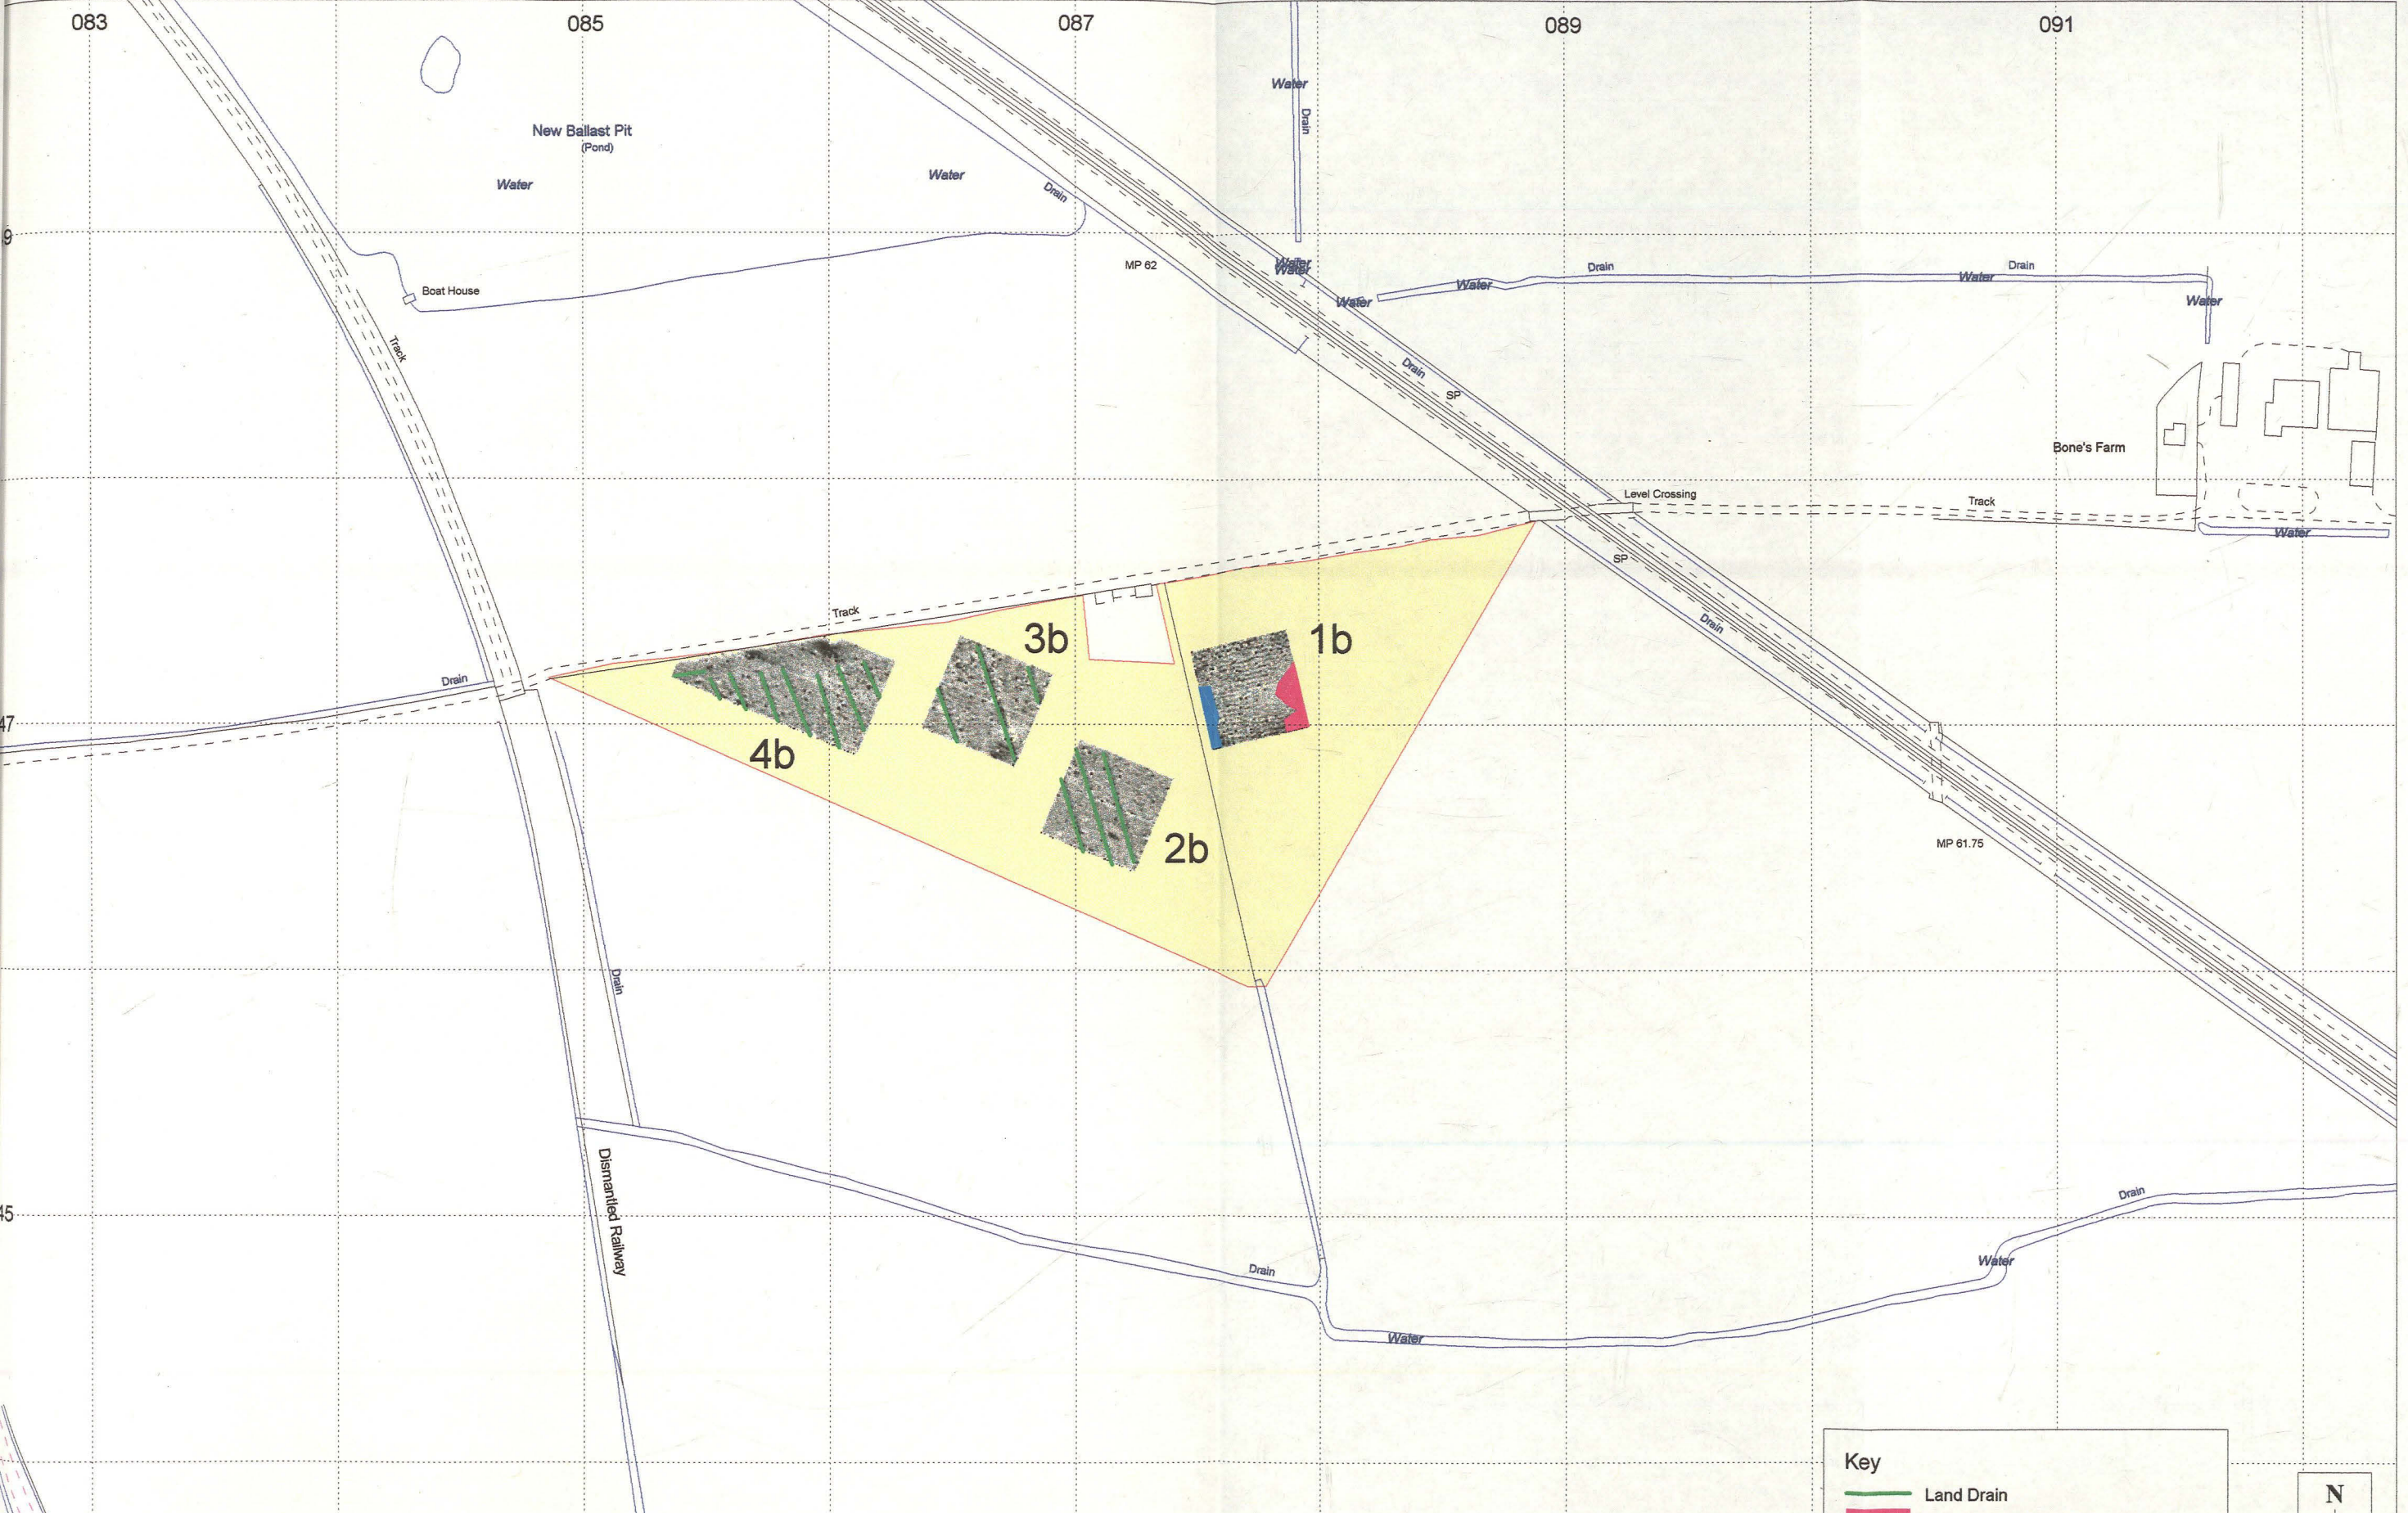 083 085 087 089 091
Water
Drain
New Ballast Pit
(Pond)
Water
Water
Drain
9
MP 62
Water
Water
Water
Water
Drain
Water
Drain
Water
Boat House
Track
Drain
SP
Bone's Farm
Level Crossing
Track
Water
SP
Track
Drain
3b
1b
Drain
47
4b
2b
MP 61.75
Drain
Dismantled Railway
Drain
45
Drain
Water
Water
Key
Land Drain
N